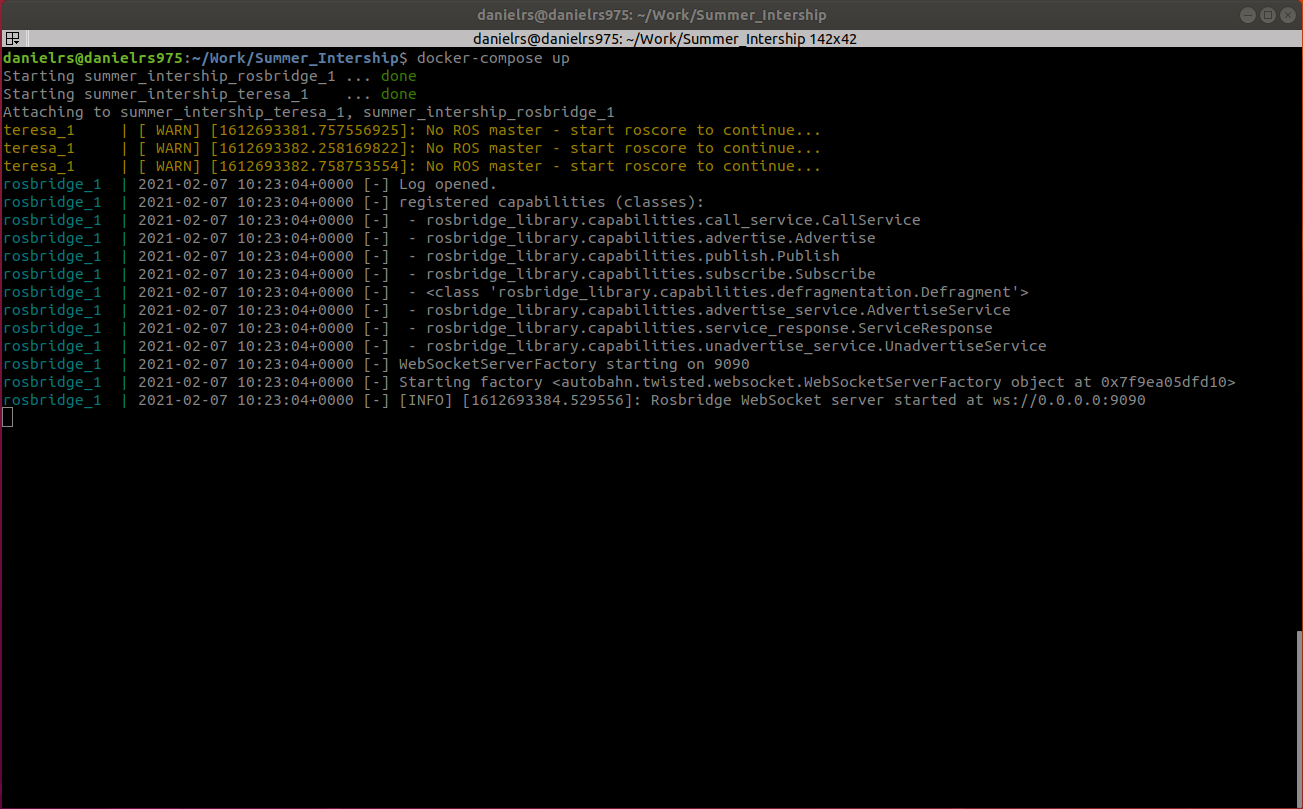 danielrs@danielrs975: ~/Work/Summer_Intership
danielrs@danielrs975: ~/Work/Summer_Intership 142x42
danielrs@danielrs975:~/Work/Summer_Intership$ docker-compose up
Starting summer_intership_rosbridge_1 ... done
Starting summer_intership_teresa_1    ... done
Attaching to summer_intership_teresa_1, summer_intership_rosbridge_1
teresa_1     | [ WARN] [1612693381.757556925]: No ROS master - start roscore to continue...
teresa_1     | [ WARN] [1612693382.258169822]: No ROS master - start roscore to continue...
teresa_1     | [ WARN] [1612693382.758753554]: No ROS master - start roscore to continue...
rosbridge_1  | 2021-02-07 10:23:04+0000 [-] Log opened.
rosbridge_1  | 2021-02-07 10:23:04+0000 [-] registered capabilities (classes):
rosbridge_1  | 2021-02-07 10:23:04+0000 [-]  - rosbridge_library.capabilities.call_service.CallService
rosbridge_1  | 2021-02-07 10:23:04+0000 [-]  - rosbridge_library.capabilities.advertise.Advertise
rosbridge_1  | 2021-02-07 10:23:04+0000 [-]  - rosbridge_library.capabilities.publish.Publish
rosbridge_1  | 2021-02-07 10:23:04+0000 [-]  - rosbridge_library.capabilities.subscribe.Subscribe
rosbridge_1  | 2021-02-07 10:23:04+0000 [-]  - <class 'rosbridge_library.capabilities.defragmentation.Defragment'>
rosbridge_1  | 2021-02-07 10:23:04+0000 [-]  - rosbridge_library.capabilities.advertise_service.AdvertiseService
rosbridge_1  | 2021-02-07 10:23:04+0000 [-]  - rosbridge_library.capabilities.service_response.ServiceResponse
rosbridge_1  | 2021-02-07 10:23:04+0000 [-]  - rosbridge_library.capabilities.unadvertise_service.UnadvertiseService
rosbridge_1  | 2021-02-07 10:23:04+0000 [-] WebSocketServerFactory starting on 9090
rosbridge_1  | 2021-02-07 10:23:04+0000 [-] Starting factory <autobahn.twisted.websocket.WebSocketServerFactory object at 0x7f9ea05dfd10>
rosbridge_1  | 2021-02-07 10:23:04+0000 [-] [INFO] [1612693384.529556]: Rosbridge WebSocket server started at ws://0.0.0.0:9090